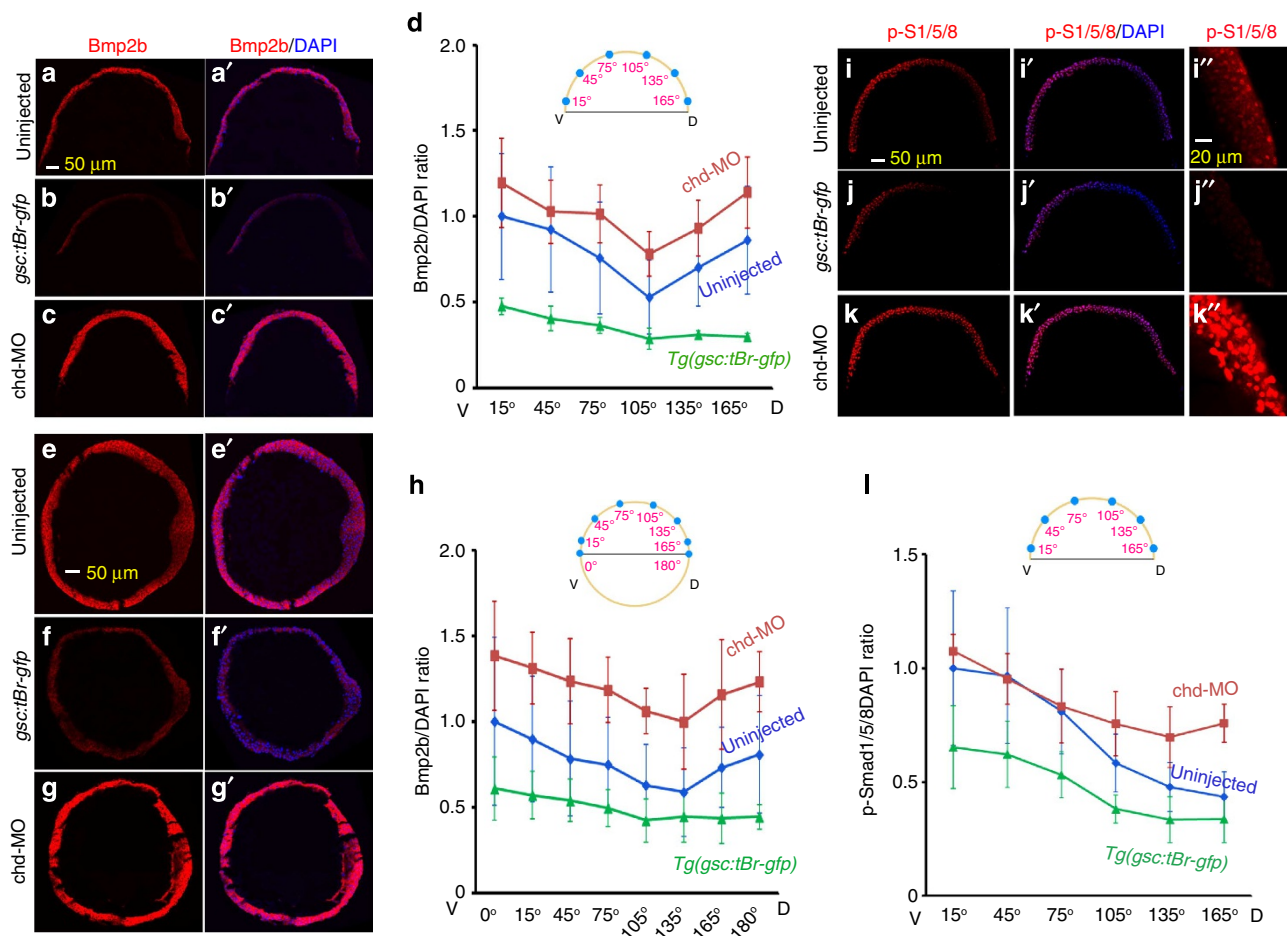 Bmp2b
Bmp2b/DAPI
Uninjected
a
a′
50 µm
gsc:tBr-gfp
b
b′
chd-MO
c
c′
d
Bmp2b/DAPI ratio
2.0
1.5
1.0
0.5
0
15° 45° 75° 105° 135° 165°
V D
chd-MO
Uninjected
Tg(gsc:tBr-gfp)
V 15° 45° 75° 105° 135° 165° D
p-S1/5/8
p-S1/5/8/DAPI
p-S1/5/8
Uninjected
i
i′
i′′
50 µm
20 µm
gsc:tBr-gfp
j
j′
j′′
chd-MO
k
k′
k′′
Uninjected
e
e′
50 µm
gsc:tBr-gfp
f
f′
chd-MO
g
g′
h
Bmp2b/DAPI ratio
2.0
1.5
1.0
0.5
0
0° 15° 45° 75° 105° 135° 165° 180°
V D
chd-MO
Uninjected
Tg(gsc:tBr-gfp)
V 0° 15° 45° 75° 105° 135° 165° 180° D
l
p-Smad1/5/8DAPI ratio
1.5
1.0
0.5
0
15° 45° 75° 105° 135° 165°
V D
chd-MO
Uninjected
Tg(gsc:tBr-gfp)
V 15° 45° 75° 105° 135° 165° D